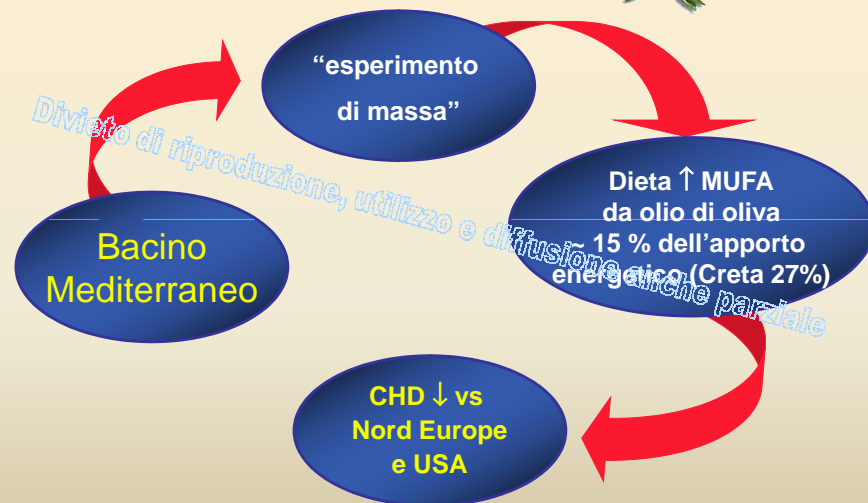 “esperimento
di massa”
Dieta ↑ MUFA
da olio di oliva
~ 15 % dell’apporto
energetico (Creta 27%)
Bacino
Mediterraneo
CHD ↓ vs
Nord Europe
e USA
Divieto di riproduzione, utilizzo e diffusione anche parziale